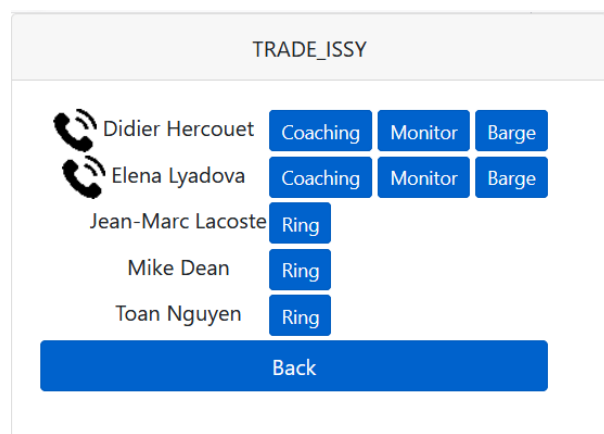 TRADE_ISSY
Didier Hercouet Coaching Monitor Barge
Elena Lyadova Coaching Monitor Barge
Jean-Marc Lacoste Ring
Mike Dean Ring
Toan Nguyen Ring
Back